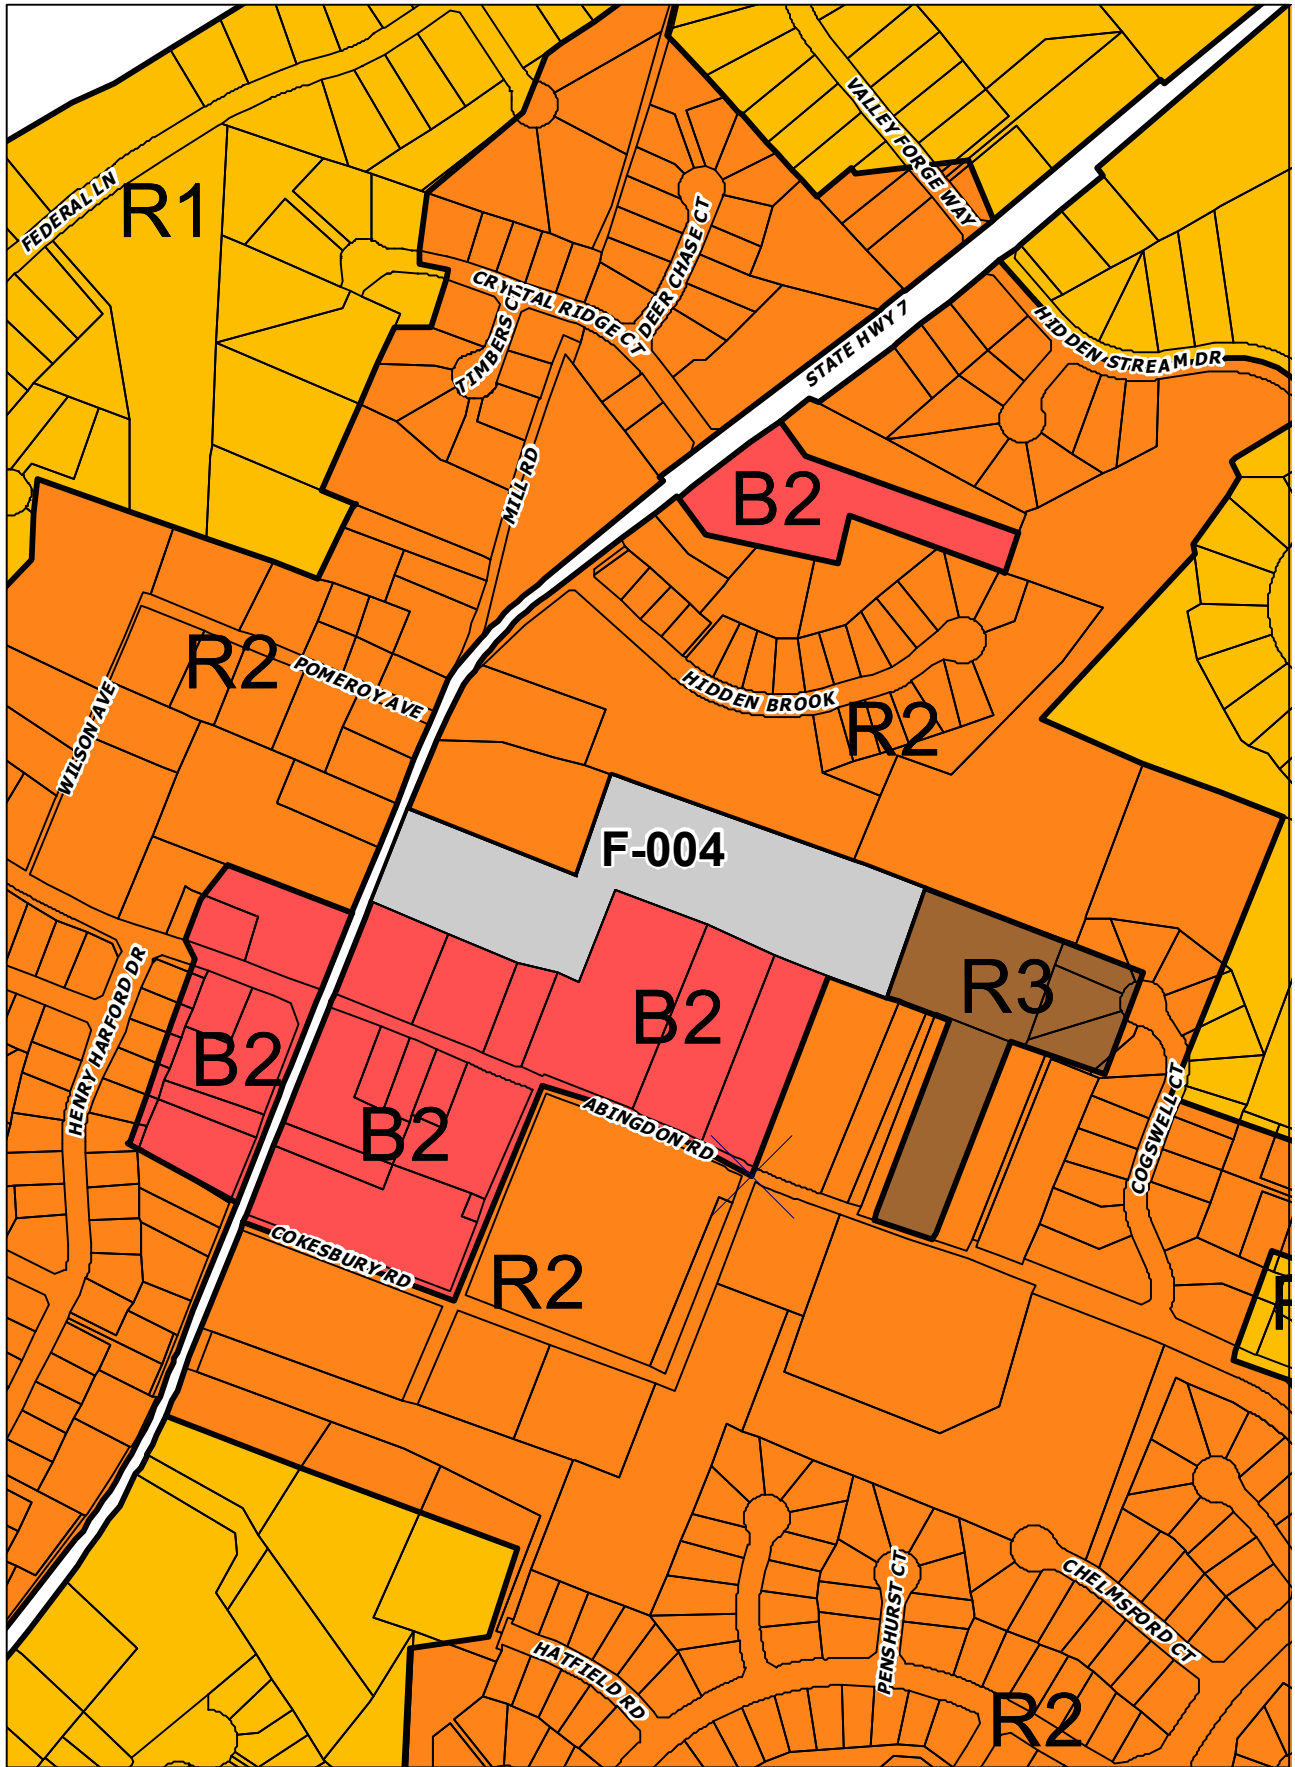 VALLEY FORGE WAY
R1
FEDERAL LN
DEER CHASE CT
CRYSTAL RIDGE CT
TIMBERS CT
STATE HWY 7
HIDDEN STREAM DR
MILL RD
B2
R2
POMEROY AVE
WILSON AVE
HIDDEN BROOK
R2
F-004
R3
B2
HENRY HARFORD DR
B2
B2
ABINGDON RD
COGSWELL CT
COKESBURY RD
R2
PENSHURST CT
CHELMSFORD CT
HATFIELD RD
R2